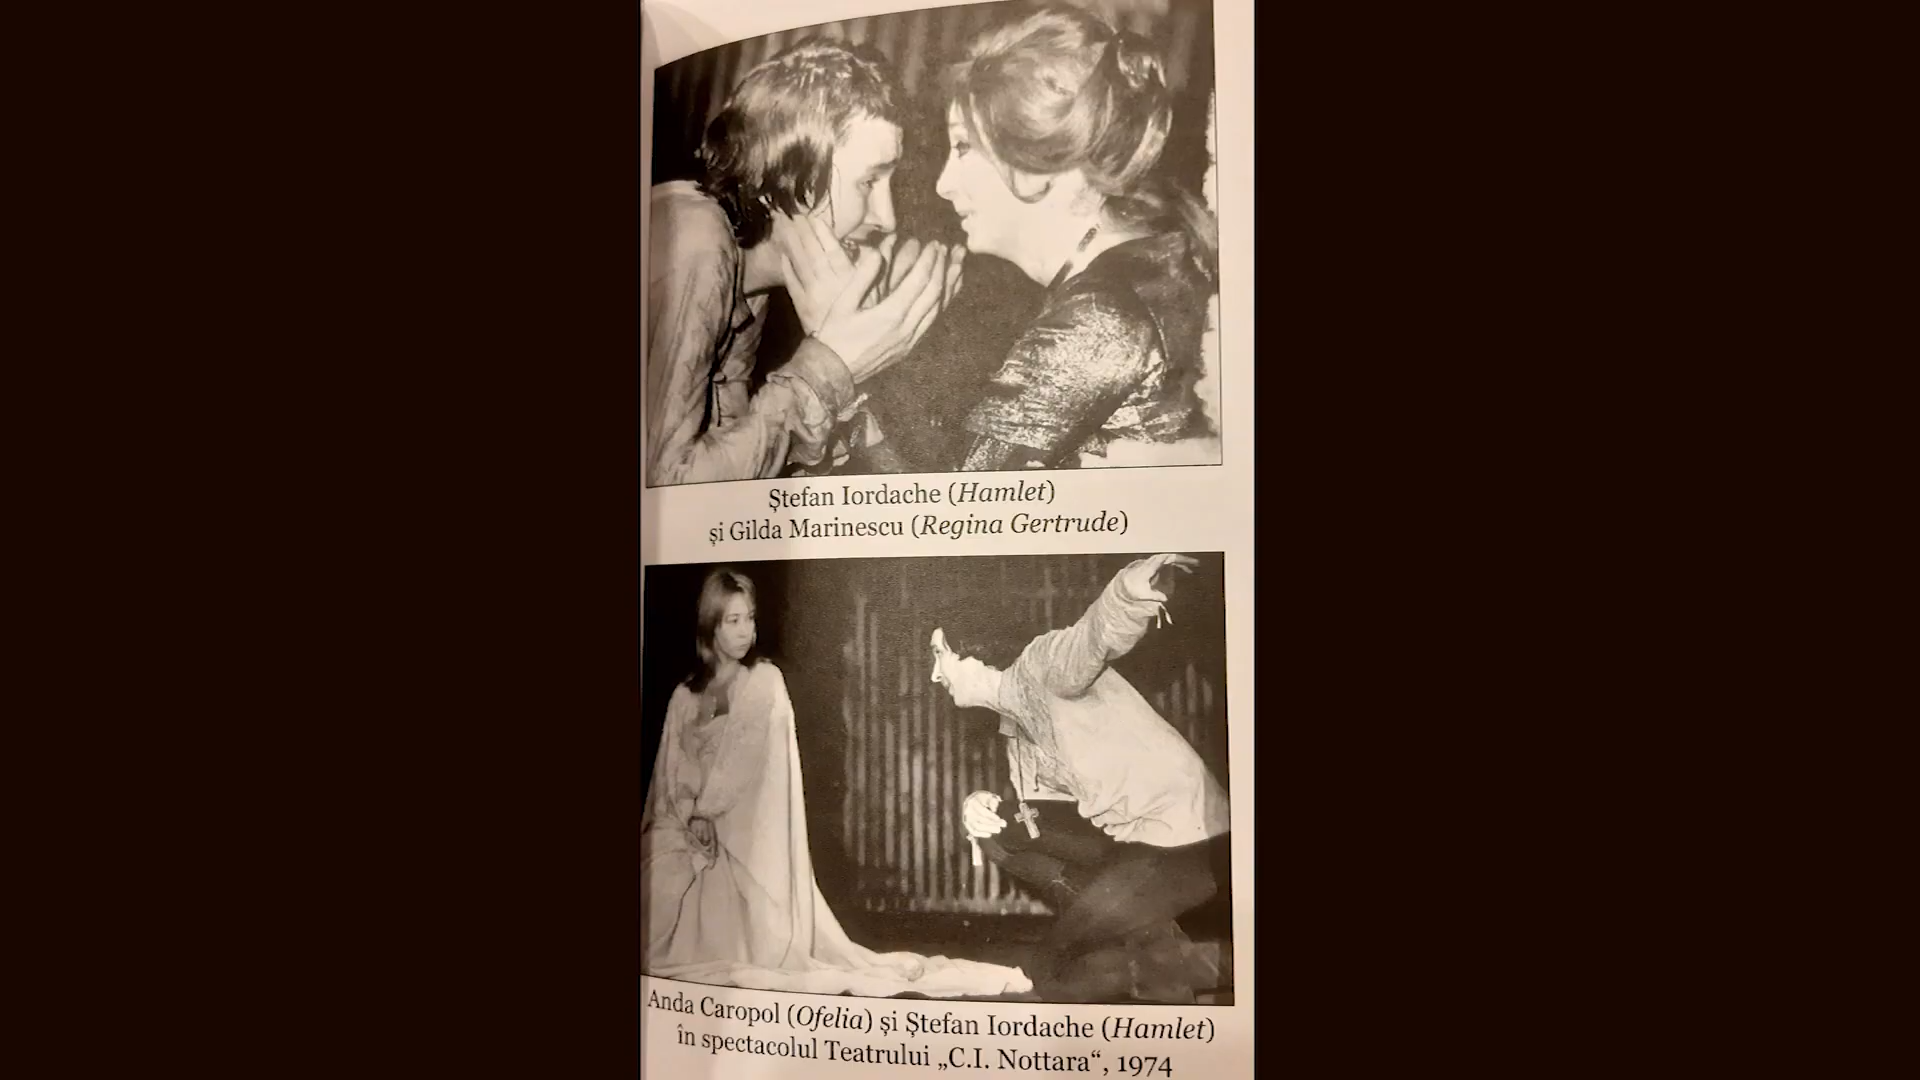 Ștefan Iordache (Hamlet)
și Gilda Marinescu (Regina Gertrude)
Anda Caropol (Ofelia) și Ștefan Iordache (Hamlet)
în spectacolul Teatrului „C.I. Nottara“, 1974